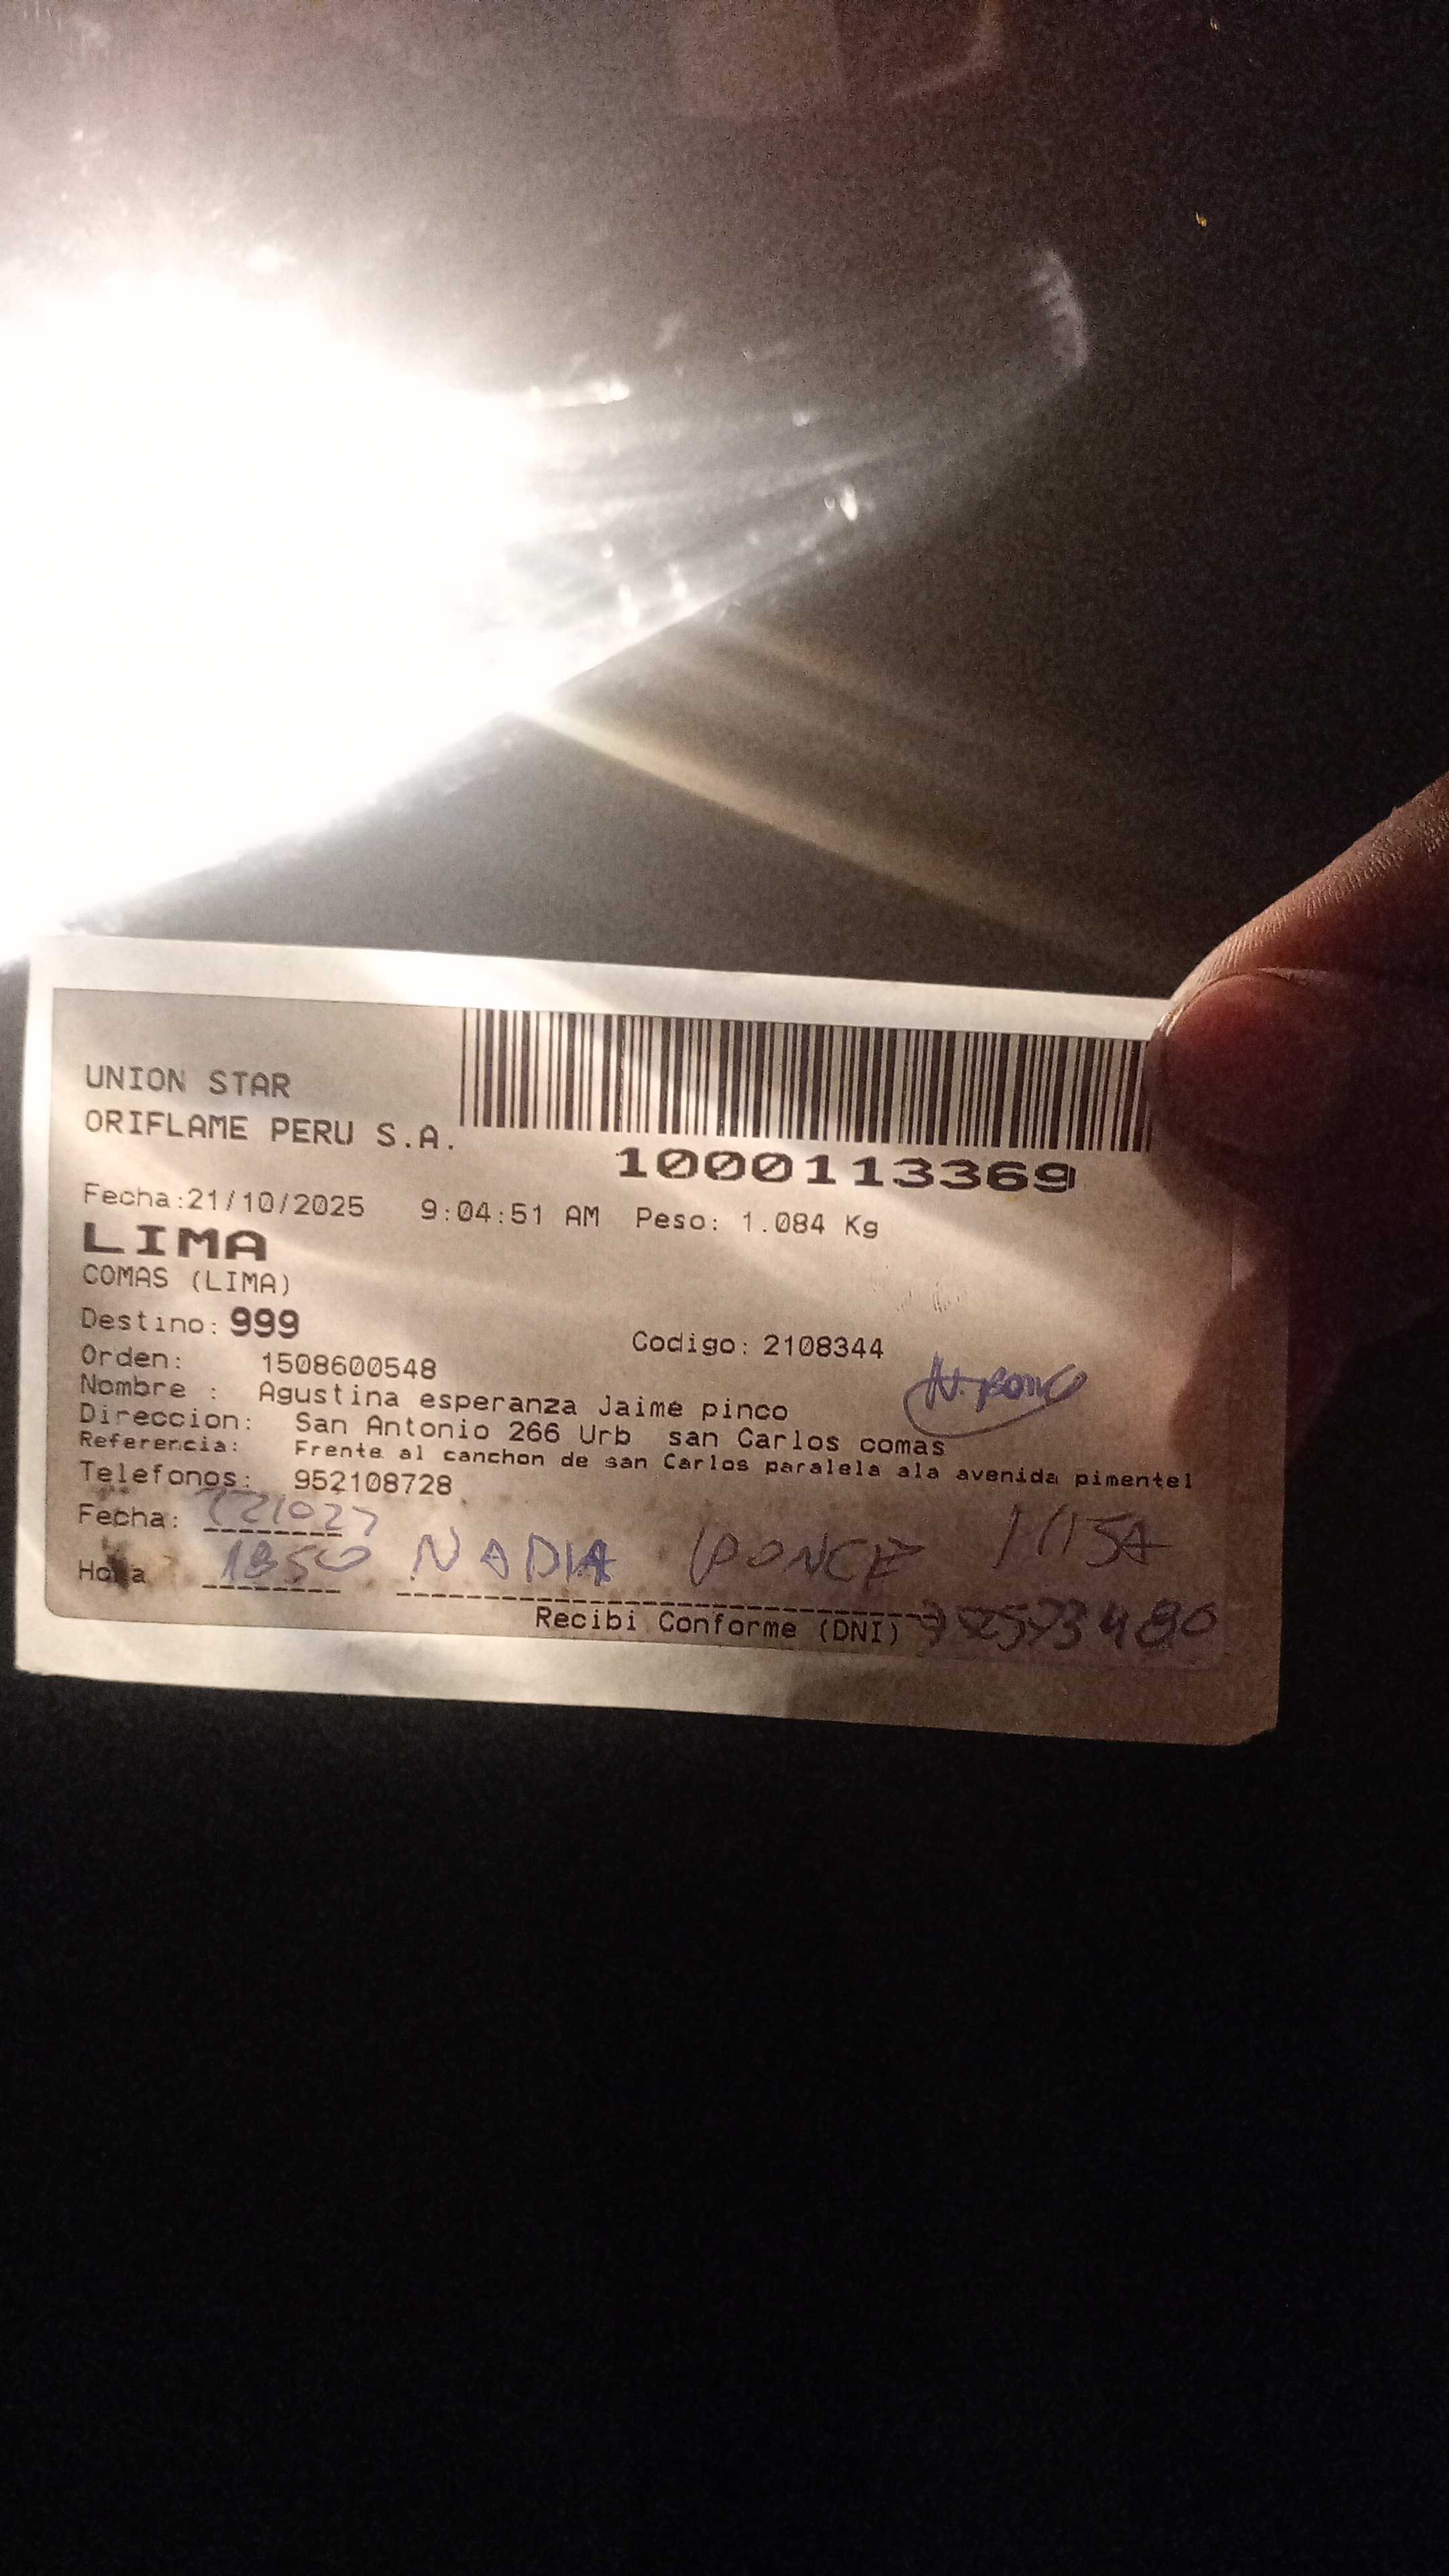 UNION STAR
ORIFLAME PERU S.A.
1000113369
Fecha:21/10/2025 9:04:51 AM Peso: 1.084 Kg
LIMA
COMAS (LIMA)
Destino: 999
Codigo: 2108344
Orden: 1508600548
Nombre : Agustina esperanza Jaime pinco
Direccion: San Antonio 266 Urb san Carlos comas
Referencia: Frente al canchon de san Carlos paralela ala avenida pimentel
Telefonos: 952108728
Fecha:
Hora 1850 NADIA PONCE
Recibi Conforme (DNI)